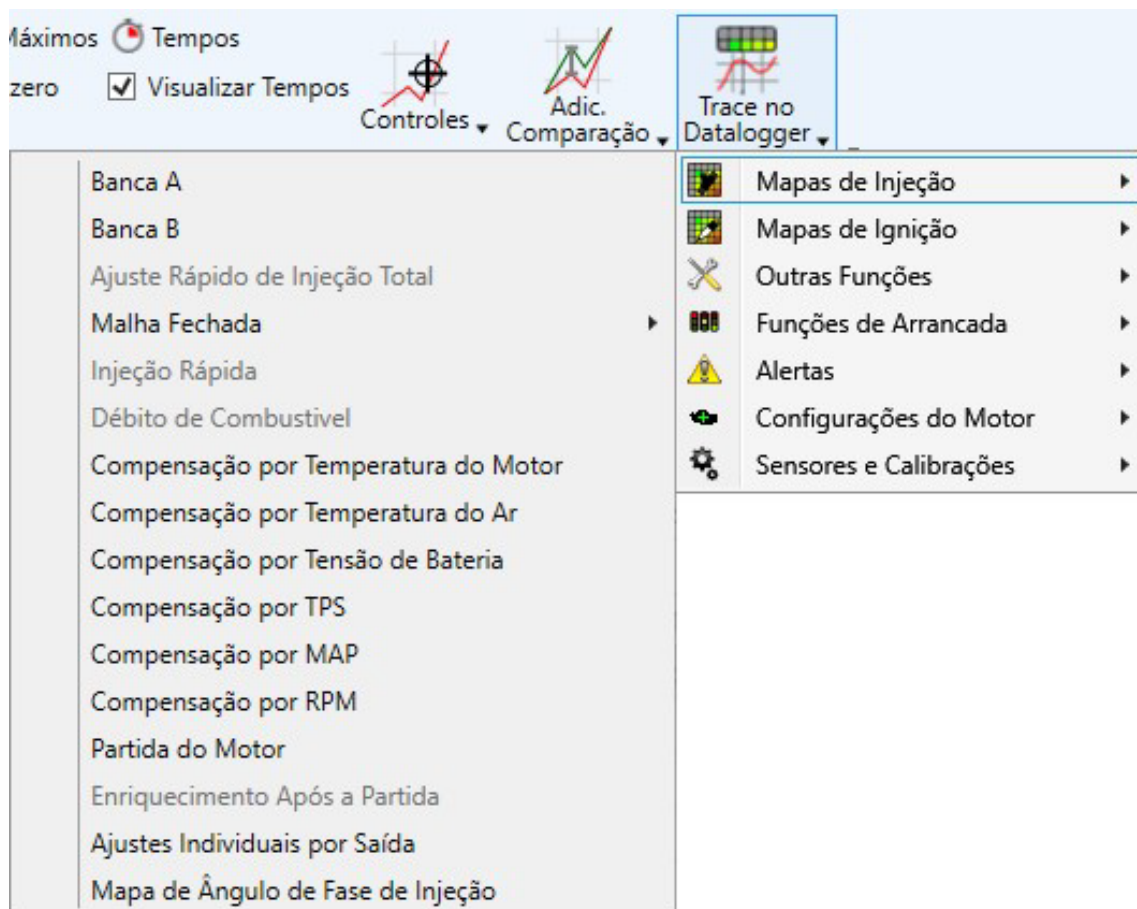 Máximos Tempos
zero Visualizar Tempos
Controles
Adic.
Comparação
Trace no
Datalogger
Banca A
Banca B
Ajuste Rápido de Injeção Total
Malha Fechada
Injeção Rápida
Débito de Combustivel
Compensação por Temperatura do Motor
Compensação por Temperatura do Ar
Compensação por Tensão de Bateria
Compensação por TPS
Compensação por MAP
Compensação por RPM
Partida do Motor
Enriquecimento Após a Partida
Ajustes Individuais por Saída
Mapa de Ângulo de Fase de Injeção
Mapas de Injeção
Mapas de Ignição
Outras Funções
Funções de Arrancada
Alertas
Configurações do Motor
Sensores e Calibrações